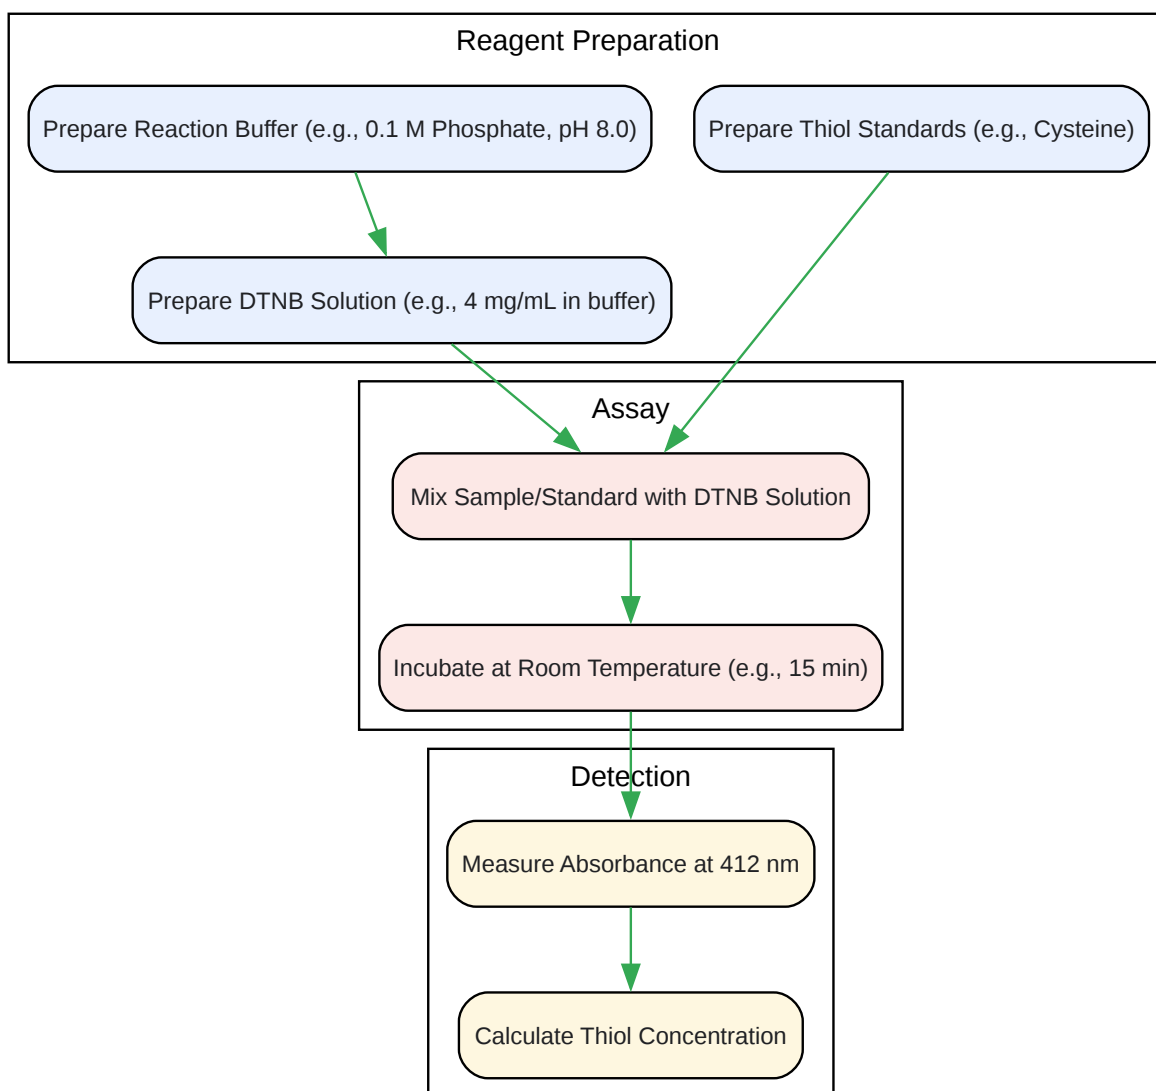 Reagent Preparation
Prepare Reaction Buffer (e.g., 0.1 M Phosphate, pH 8.0)
Prepare Thiol Standards (e.g., Cysteine)
Prepare DTNB Solution (e.g., 4 mg/mL in buffer)
Assay
Mix Sample/Standard with DTNB Solution
Incubate at Room Temperature (e.g., 15 min)
Detection
Measure Absorbance at 412 nm
Calculate Thiol Concentration